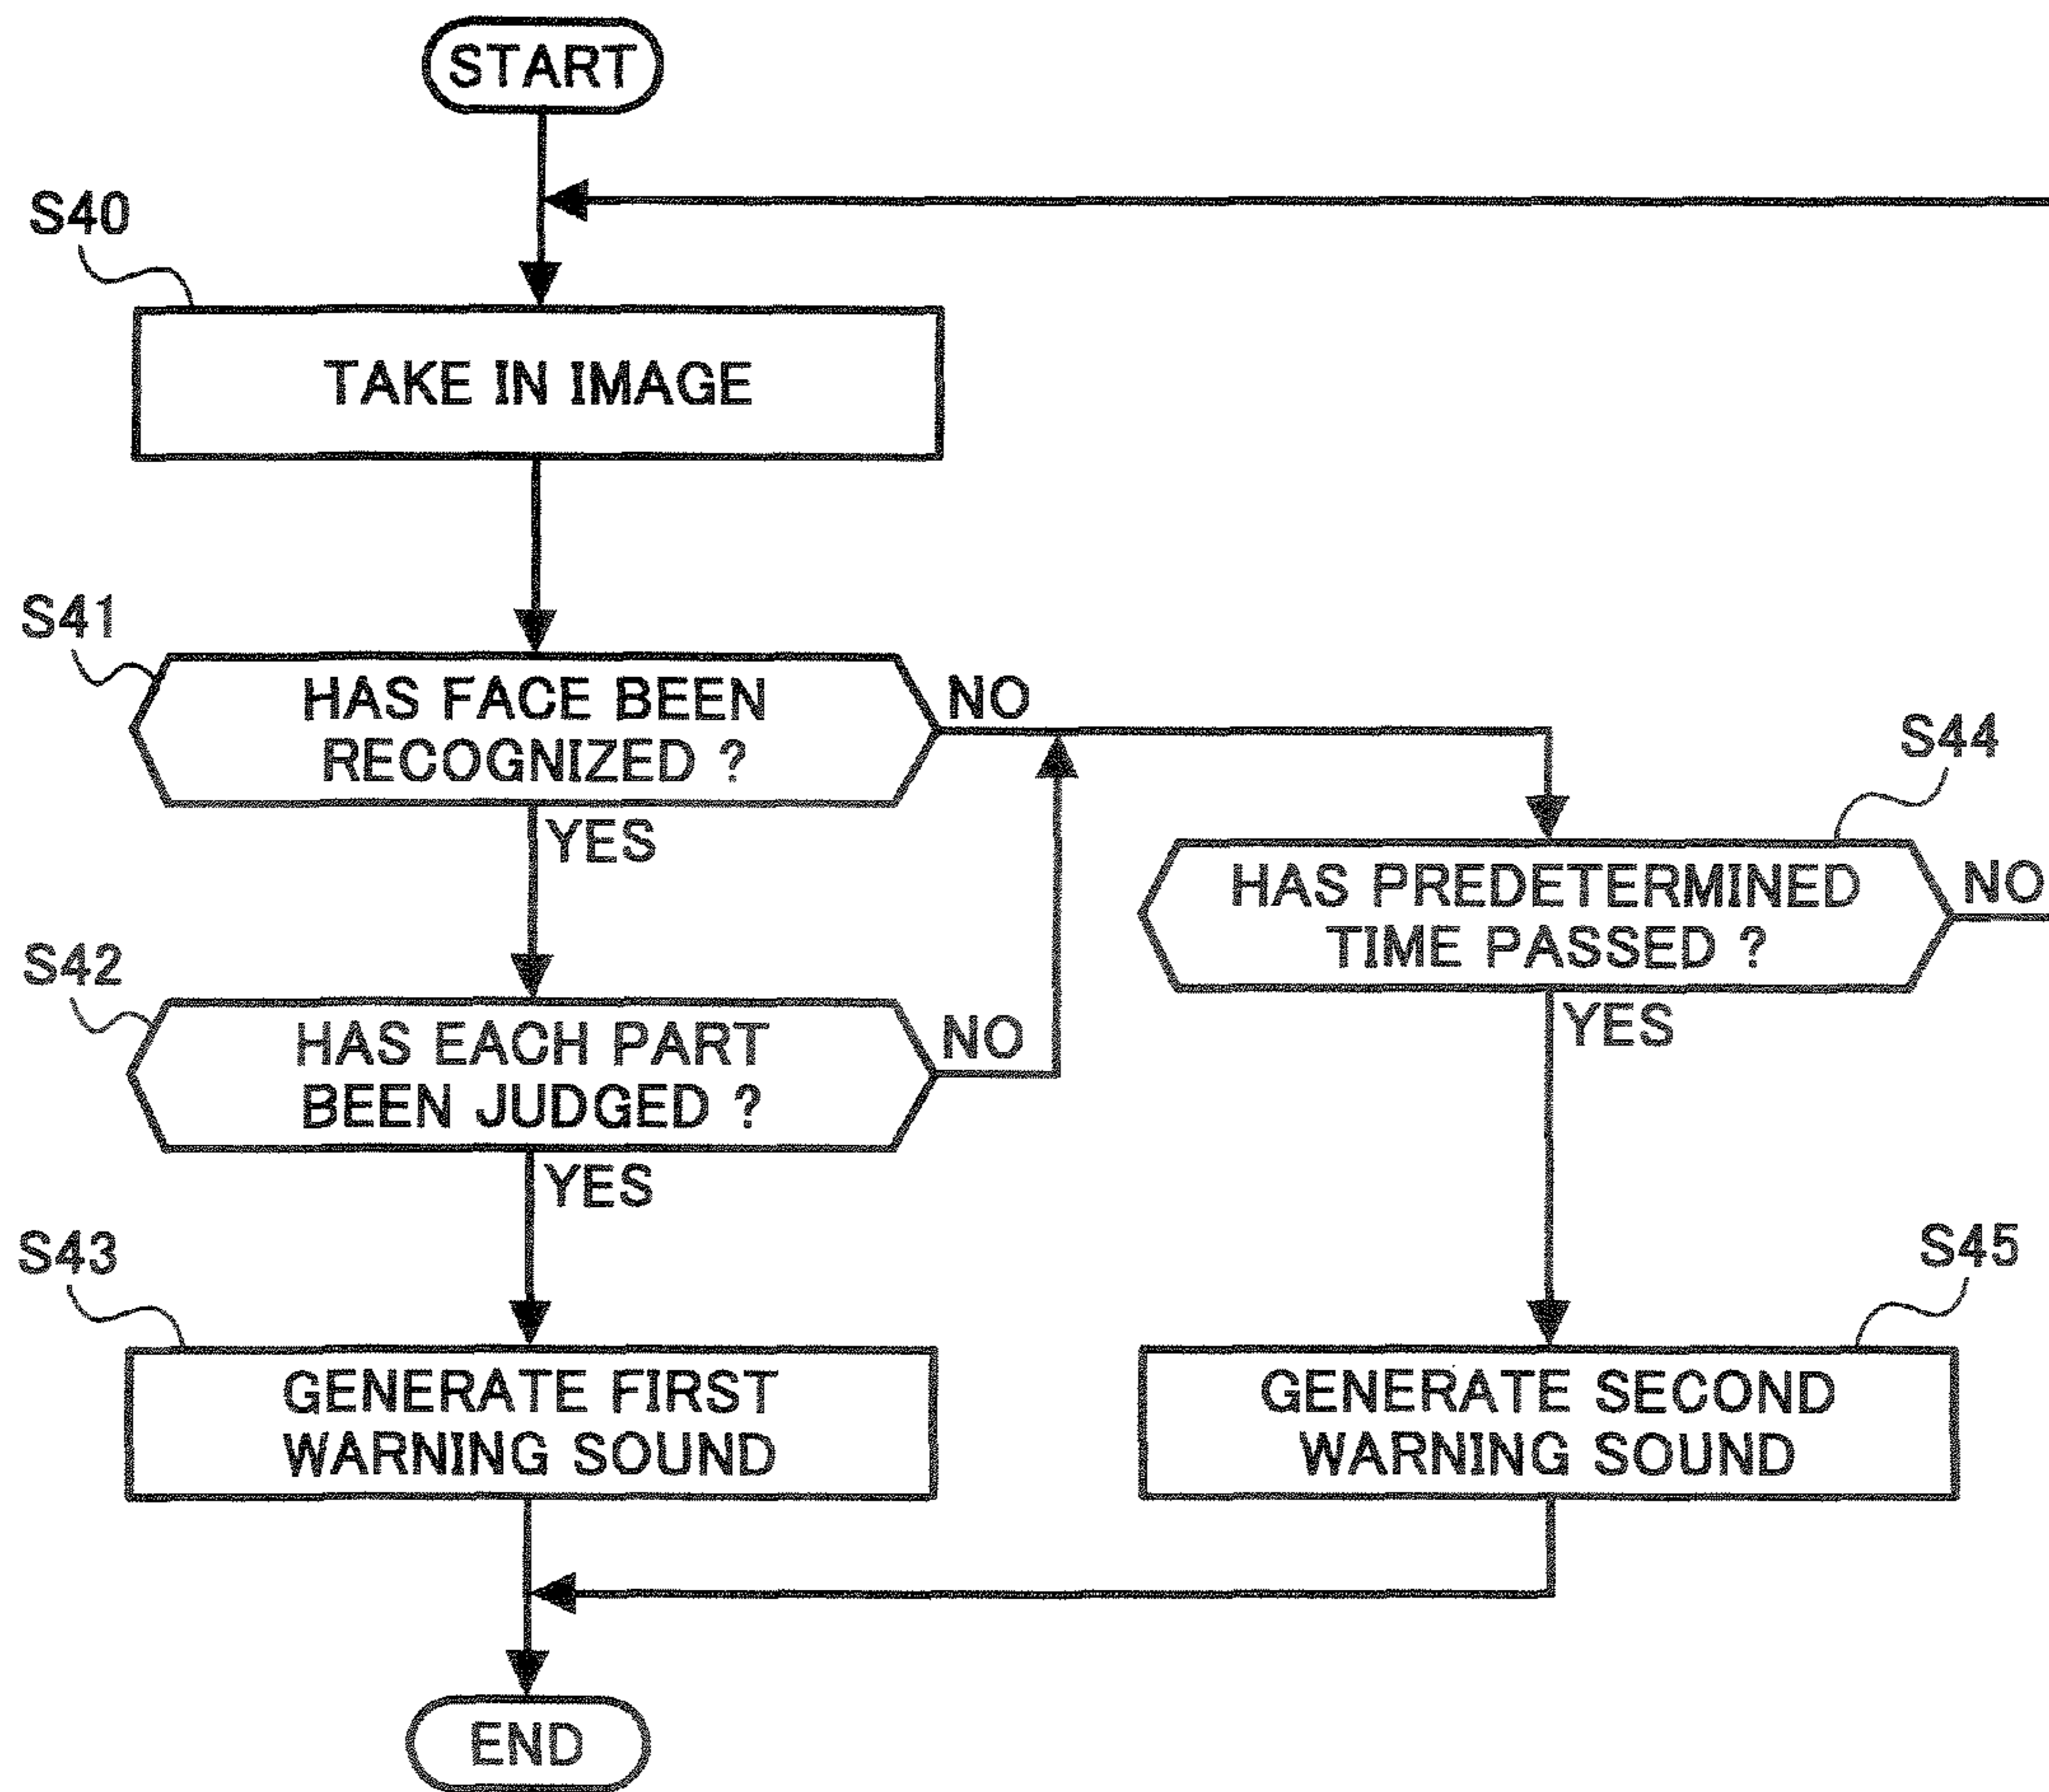 START
S40
TAKE IN IMAGE
S41
HAS FACE BEEN
RECOGNIZED ?
NO
YES
S44
HAS PREDETERMINED
TIME PASSED ?
NO
YES
S42
HAS EACH PART
BEEN JUDGED ?
NO
YES
S43
GENERATE FIRST
WARNING SOUND
S45
GENERATE SECOND
WARNING SOUND
END